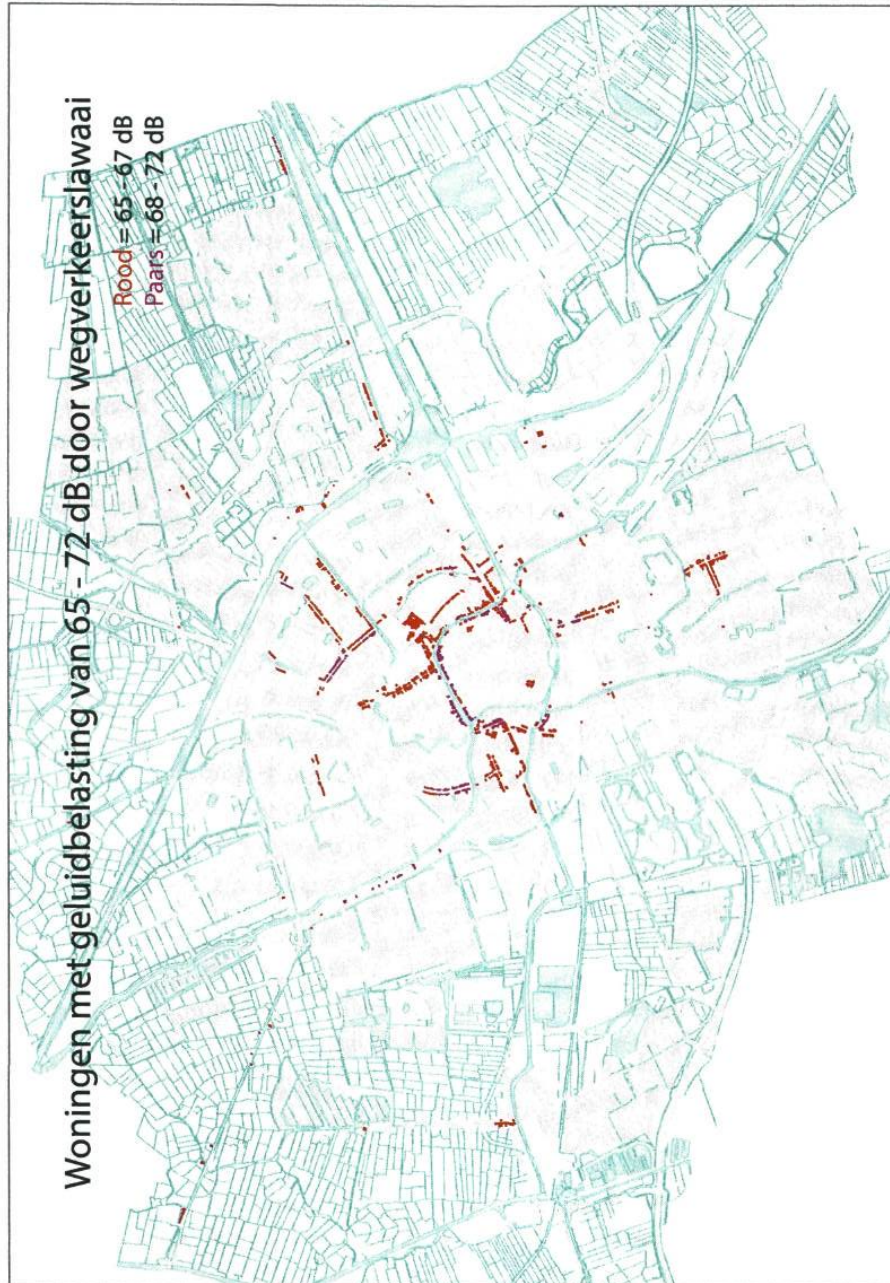 Woningen met geluidbelasting van 65 - 72 dB door wegverkeerslawaai
Rood = 65 - 67 dB
Paars = 68 - 72 dB